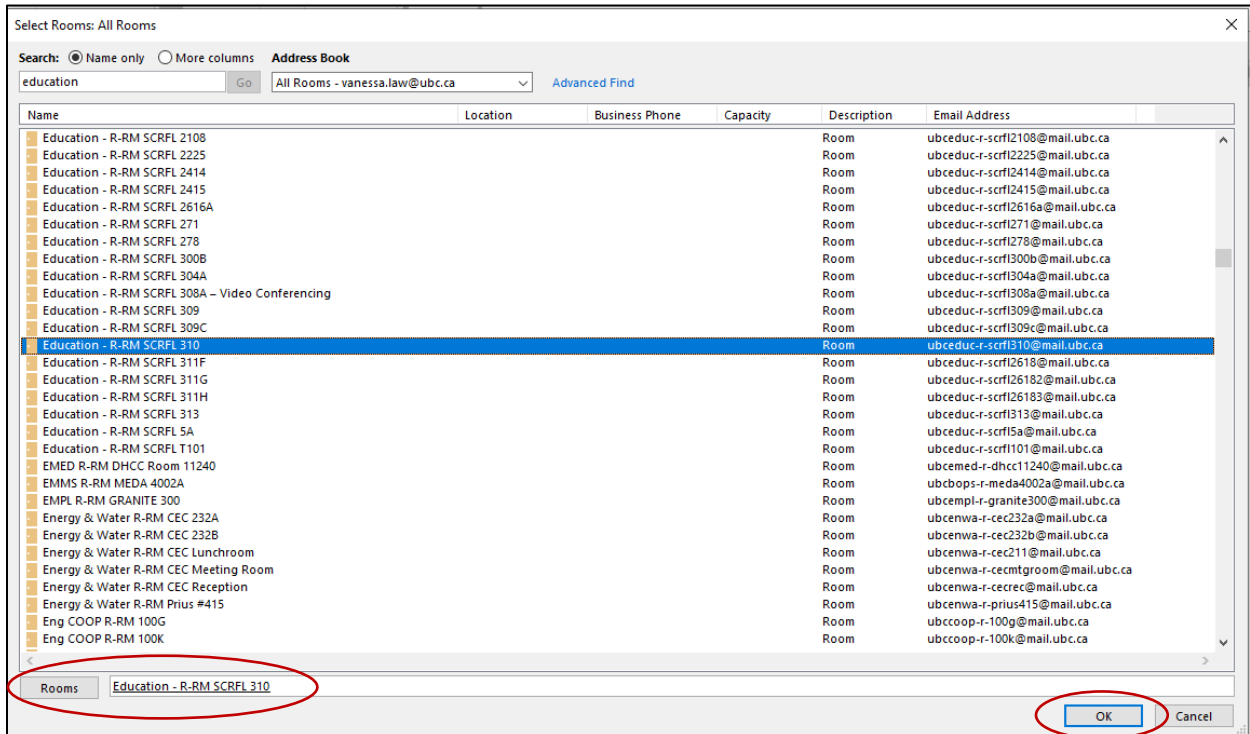 Select Rooms: All Rooms
Search: Name only More columns Address Book
education Go All Rooms - vanessa.law@ubc.ca Advanced Find
Name Location Business Phone Capacity Description Email Address
Education - R-RM SCRFL 2108 Room ubceduc-r-scrfl2108@mail.ubc.ca
Education - R-RM SCRFL 2225 Room ubceduc-r-scrfl2225@mail.ubc.ca
Education - R-RM SCRFL 2414 Room ubceduc-r-scrfl2414@mail.ubc.ca
Education - R-RM SCRFL 2415 Room ubceduc-r-scrfl2415@mail.ubc.ca
Education - R-RM SCRFL 2616A Room ubceduc-r-scrfl2616a@mail.ubc.ca
Education - R-RM SCRFL 271 Room ubceduc-r-scrfl271@mail.ubc.ca
Education - R-RM SCRFL 278 Room ubceduc-r-scrfl278@mail.ubc.ca
Education - R-RM SCRFL 300B Room ubceduc-r-scrfl300b@mail.ubc.ca
Education - R-RM SCRFL 304A Room ubceduc-r-scrfl304a@mail.ubc.ca
Education - R-RM SCRFL 308A – Video Conferencing Room ubceduc-r-scrfl308a@mail.ubc.ca
Education - R-RM SCRFL 309 Room ubceduc-r-scrfl309@mail.ubc.ca
Education - R-RM SCRFL 309C Room ubceduc-r-scrfl309c@mail.ubc.ca
Education - R-RM SCRFL 310 Room ubceduc-r-scrfl310@mail.ubc.ca
Education - R-RM SCRFL 311F Room ubceduc-r-scrfl2618@mail.ubc.ca
Education - R-RM SCRFL 311G Room ubceduc-r-scrfl26182@mail.ubc.ca
Education - R-RM SCRFL 311H Room ubceduc-r-scrfl26183@mail.ubc.ca
Education - R-RM SCRFL 313 Room ubceduc-r-scrfl313@mail.ubc.ca
Education - R-RM SCRFL 5A Room ubceduc-r-scrfl5a@mail.ubc.ca
Education - R-RM SCRFL T101 Room ubceduc-r-scrfl101@mail.ubc.ca
EMED R-RM DHCC Room 11240 Room ubcemed-r-dhcc11240@mail.ubc.ca
EMMS R-RM MEDA 4002A Room ubcbops-r-meda4002a@mail.ubc.ca
EMPL R-RM GRANITE 300 Room ubcempl-r-granite300@mail.ubc.ca
Energy & Water R-RM CEC 232A Room ubcenwa-r-cec232a@mail.ubc.ca
Energy & Water R-RM CEC 232B Room ubcenwa-r-cec232b@mail.ubc.ca
Energy & Water R-RM CEC Lunchroom Room ubcenwa-r-cec211@mail.ubc.ca
Energy & Water R-RM CEC Meeting Room Room ubcenwa-r-cecmtgroom@mail.ubc.ca
Energy & Water R-RM CEC Reception Room ubcenwa-r-cecrec@mail.ubc.ca
Energy & Water R-RM Prius #415 Room ubcenwa-r-prius415@mail.ubc.ca
Eng COOP R-RM 100G Room ubccoop-r-100g@mail.ubc.ca
Eng COOP R-RM 100K Room ubccoop-r-100k@mail.ubc.ca
Rooms Education - R-RM SCRFL 310
OK Cancel